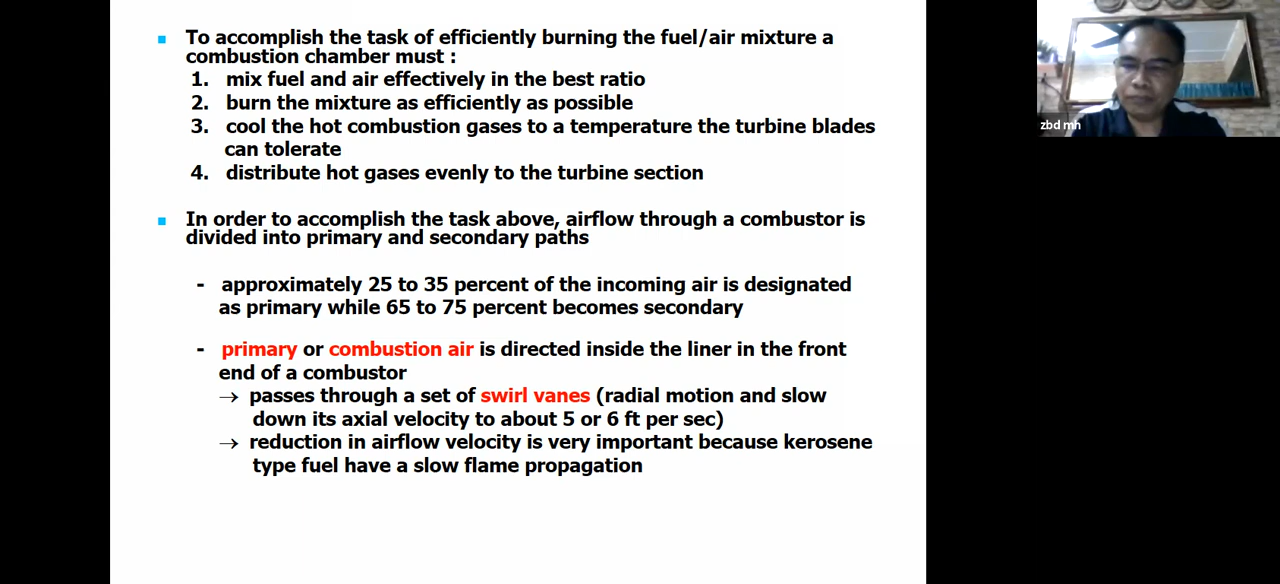 ▪ To accomplish the task of efficiently burning the fuel/air mixture a
combustion chamber must :
1. mix fuel and air effectively in the best ratio
2. burn the mixture as efficiently as possible
3. cool the hot combustion gases to a temperature the turbine blades
can tolerate
4. distribute hot gases evenly to the turbine section
▪ In order to accomplish the task above, airflow through a combustor is
divided into primary and secondary paths
- approximately 25 to 35 percent of the incoming air is designated
as primary while 65 to 75 percent becomes secondary
- primary or combustion air is directed inside the liner in the front
end of a combustor
→ passes through a set of swirl vanes (radial motion and slow
down its axial velocity to about 5 or 6 ft per sec)
→ reduction in airflow velocity is very important because kerosene
type fuel have a slow flame propagation
zbd mh